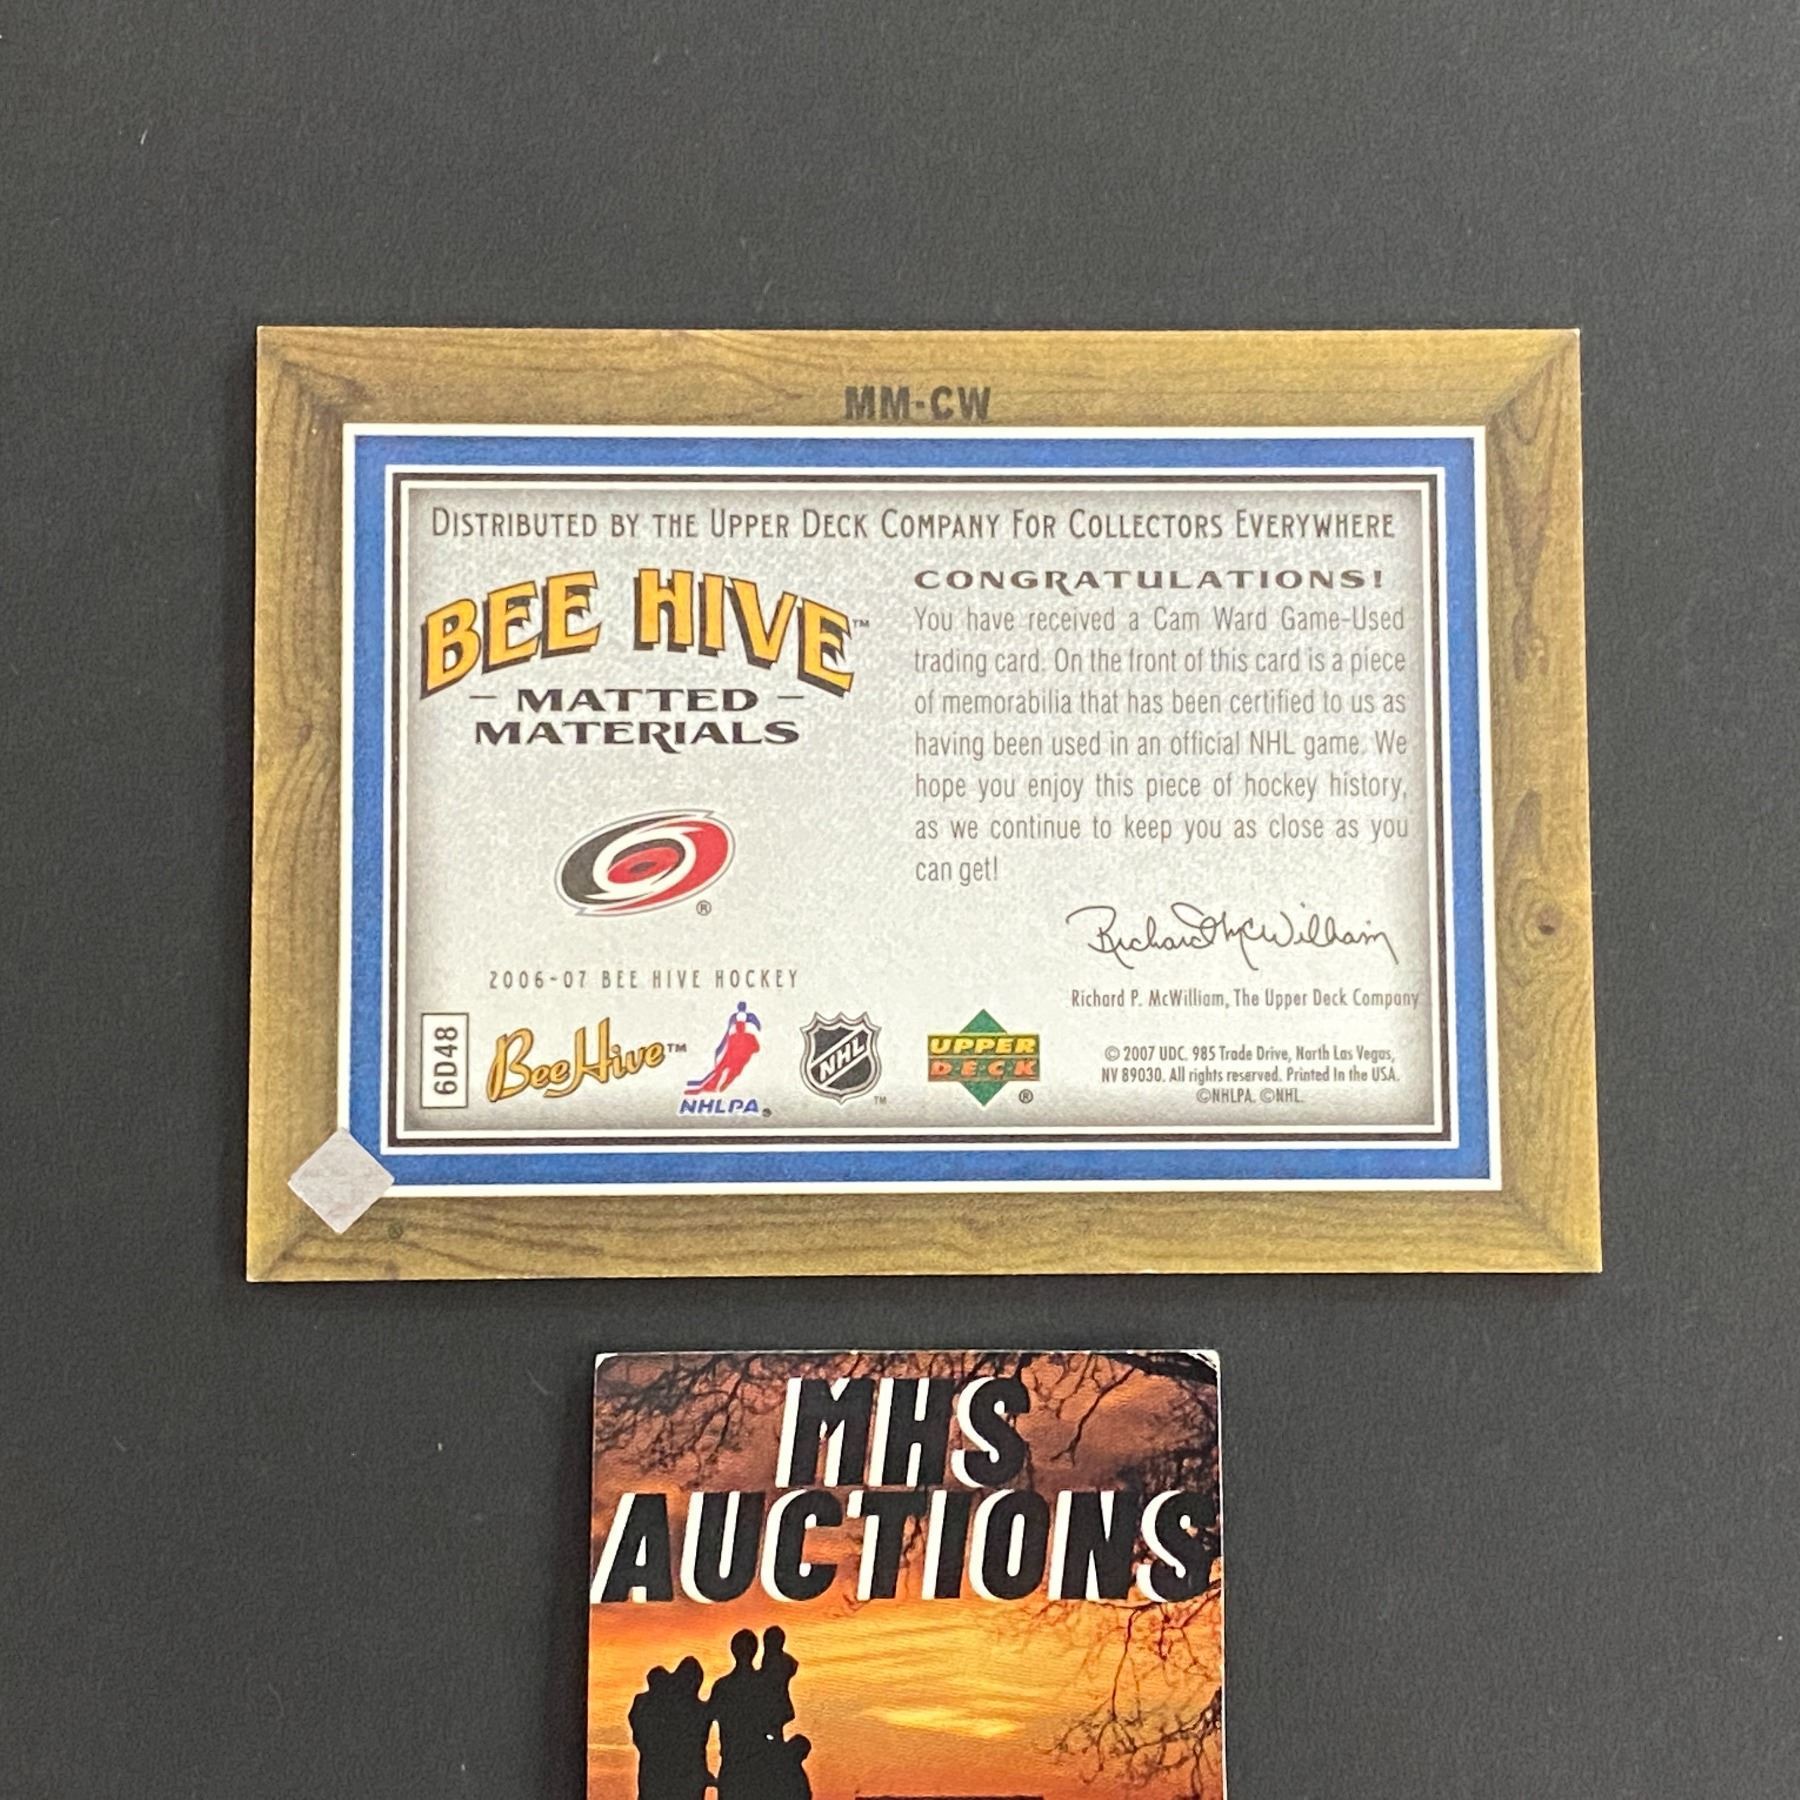 MM-CW
DISTRIBUTED BY THE UPPER DECK COMPANY FOR COLLECTORS EVERYWHERE
BEE HIVE™
- MATTED -
MATERIALS
®
2006-07 BEE HIVE HOCKEY
CONGRATULATIONS!
You have received a Cam Ward Game-Used
trading card. On the front of this card is a piece
of memorabilia that has been certified to us as
having been used in an official NHL game. We
hope you enjoy this piece of hockey history,
as we continue to keep you as close as you
can get!
Richard McWilliam
Richard P. McWilliam, The Upper Deck Company
6D48
BeeHive™
NHLPA®
NHL™
UPPER
DECK®
© 2007 UDC. 985 Trade Drive, North Las Vegas,
NV 89030. All rights reserved. Printed In the USA.
©NHLPA. ©NHL.
MHS
AUCTIONS